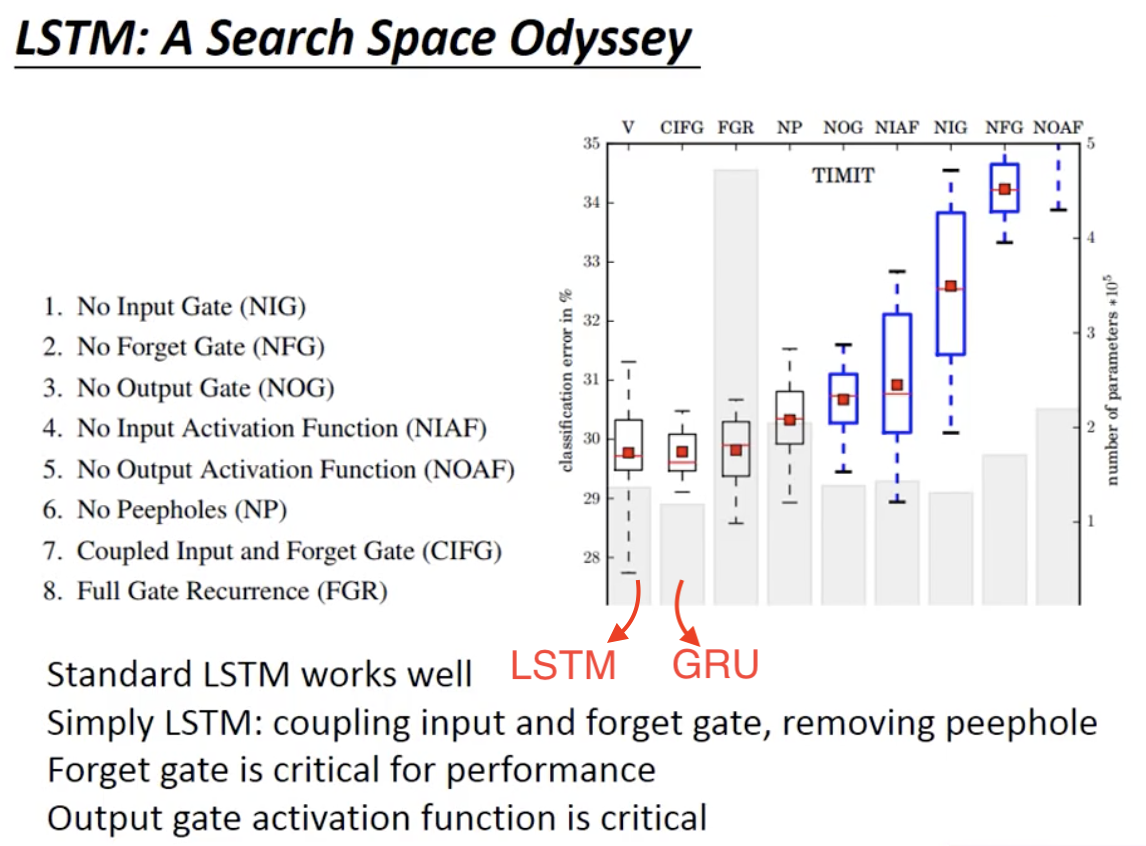 LSTM: A Search Space Odyssey
V CIFG FGR NP NOG NIAF NIG NFG NOAF
TIMIT
35
34
33
32
31
30
29
28
classification error in %
5
4
3
2
1
number of parameters *10^5
1. No Input Gate (NIG)
2. No Forget Gate (NFG)
3. No Output Gate (NOG)
4. No Input Activation Function (NIAF)
5. No Output Activation Function (NOAF)
6. No Peepholes (NP)
7. Coupled Input and Forget Gate (CIFG)
8. Full Gate Recurrence (FGR)
LSTM GRU
Standard LSTM works well
Simply LSTM: coupling input and forget gate, removing peephole
Forget gate is critical for performance
Output gate activation function is critical